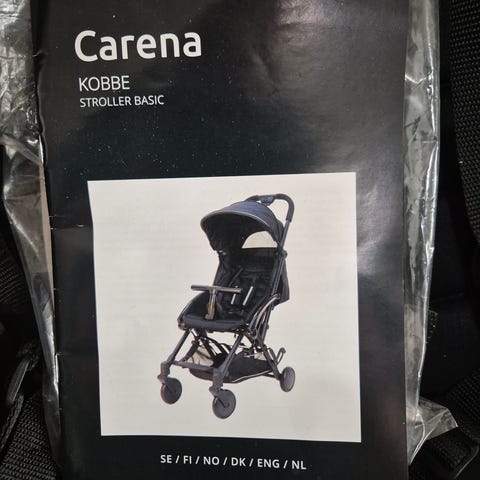 Carena
KOBBE
STROLLER BASIC
SE / FI / NO / DK / ENG / NL